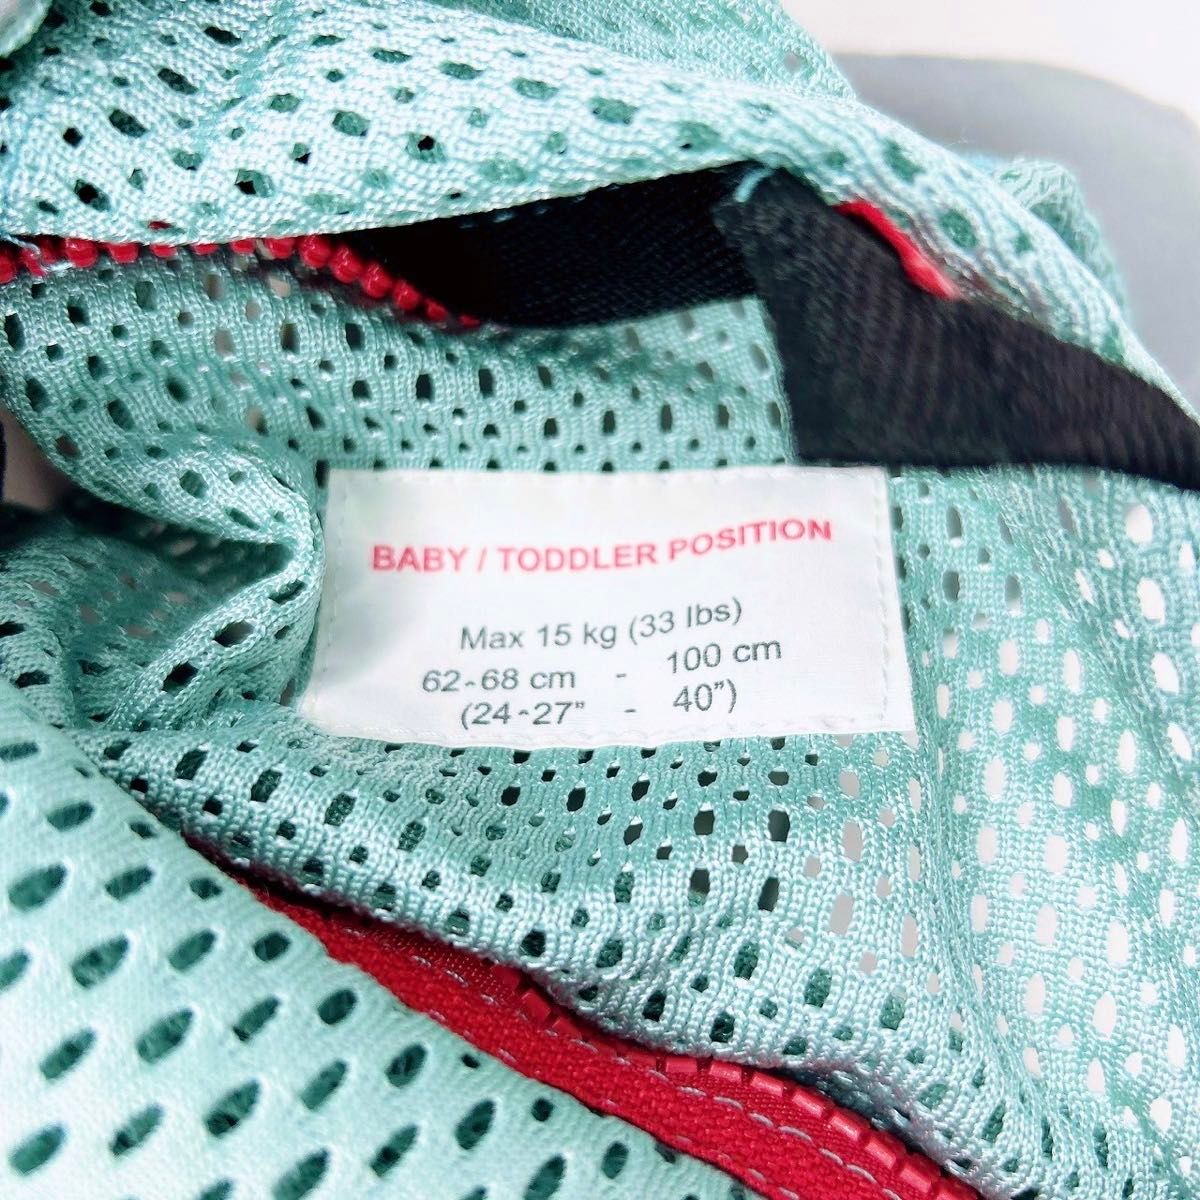 BABY / TODDLER POSITION
Max 15 kg (33 lbs)
62-68 cm - 100 cm
(24-27” - 40”)